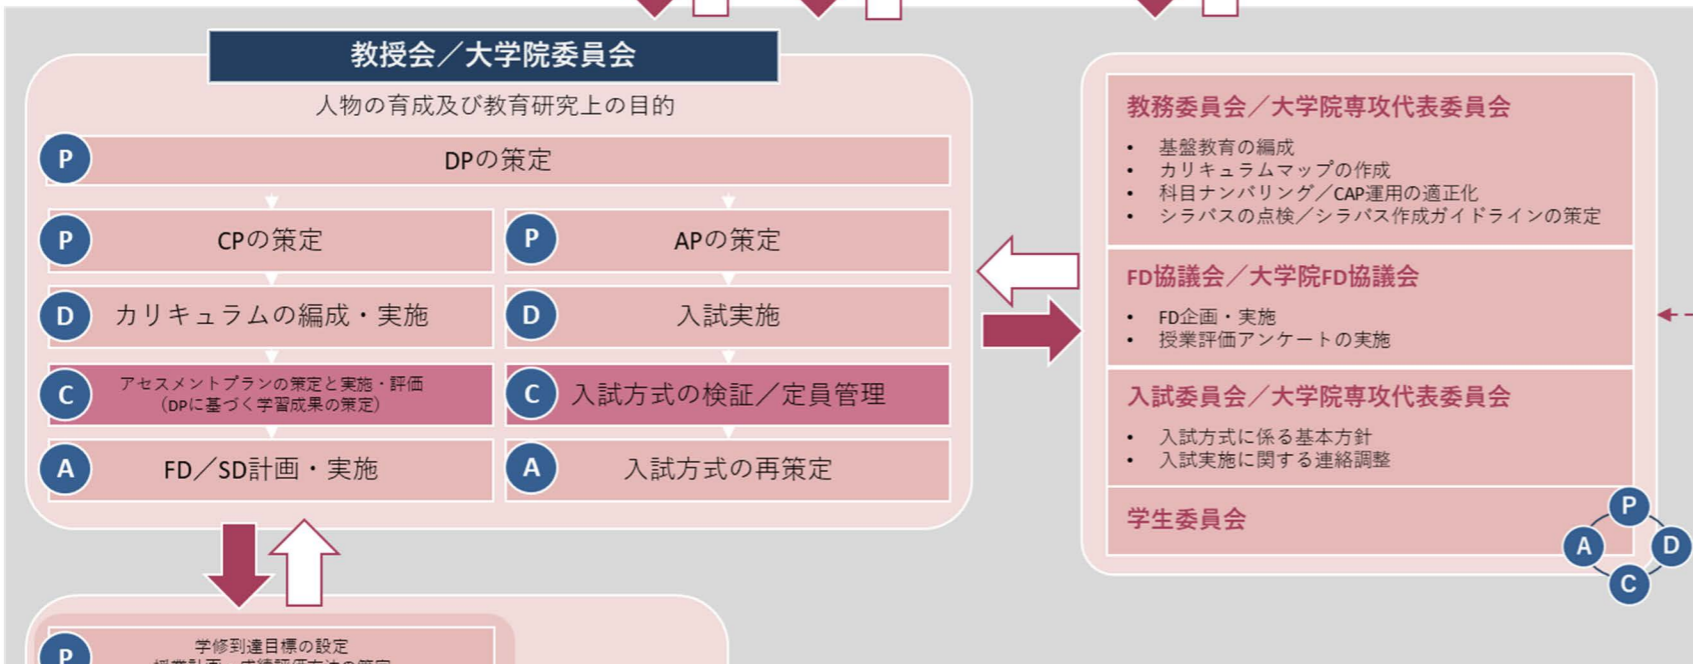 教授会／大学院委員会
人物の育成及び教育研究上の目的
P
DPの策定
P
CPの策定
P
APの策定
D
カリキュラムの編成・実施
D
入試実施
C
アセスメントプランの策定と実施・評価
（DPに基づく学習成果の策定）
C
入試方式の検証／定員管理
A
FD／SD計画・実施
A
入試方式の再策定
教務委員会／大学院専攻代表委員会
• 基盤教育の編成
• カリキュラムマップの作成
• 科目ナンバリング／CAP運用の適正化
• シラバスの点検／シラバス作成ガイドラインの策定
FD協議会／大学院FD協議会
• FD企画・実施
• 授業評価アンケートの実施
入試委員会／大学院専攻代表委員会
• 入試方式に係る基本方針
• 入試実施に関する連絡調整
学生委員会
P
A
D
C
P
学修到達目標の設定